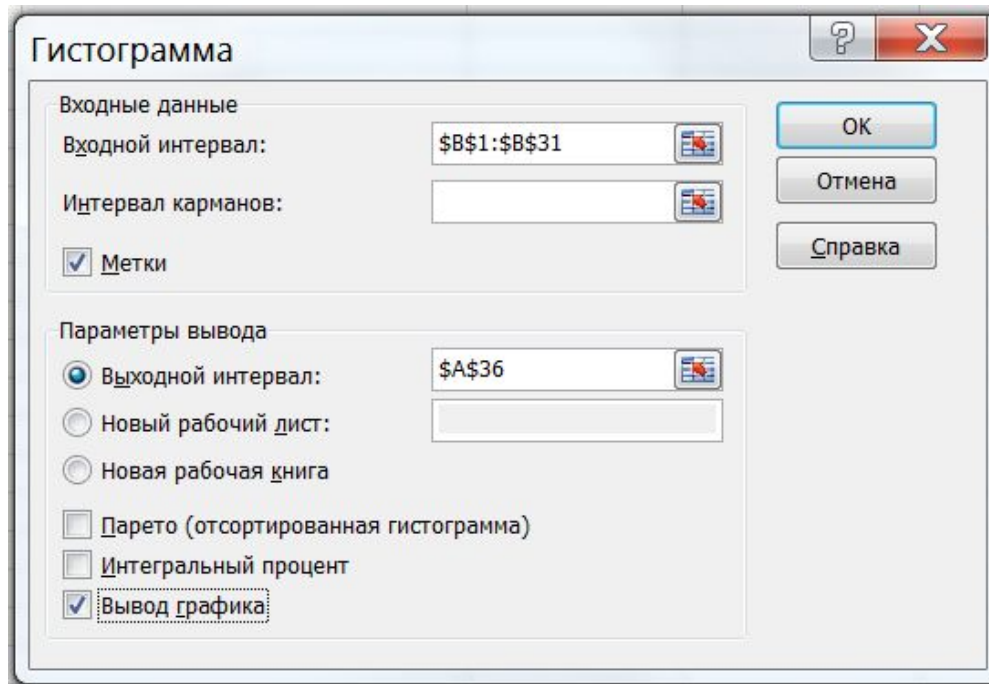 Гистограмма
Входные данные
Входной интервал: $B$1:$B$31
Интервал карманов:
Метки
Параметры вывода
Выходной интервал: $A$36
Новый рабочий лист:
Новая рабочая книга
Парето (отсортированная гистограмма)
Интегральный процент
Вывод графика
ОК
Отмена
Справка